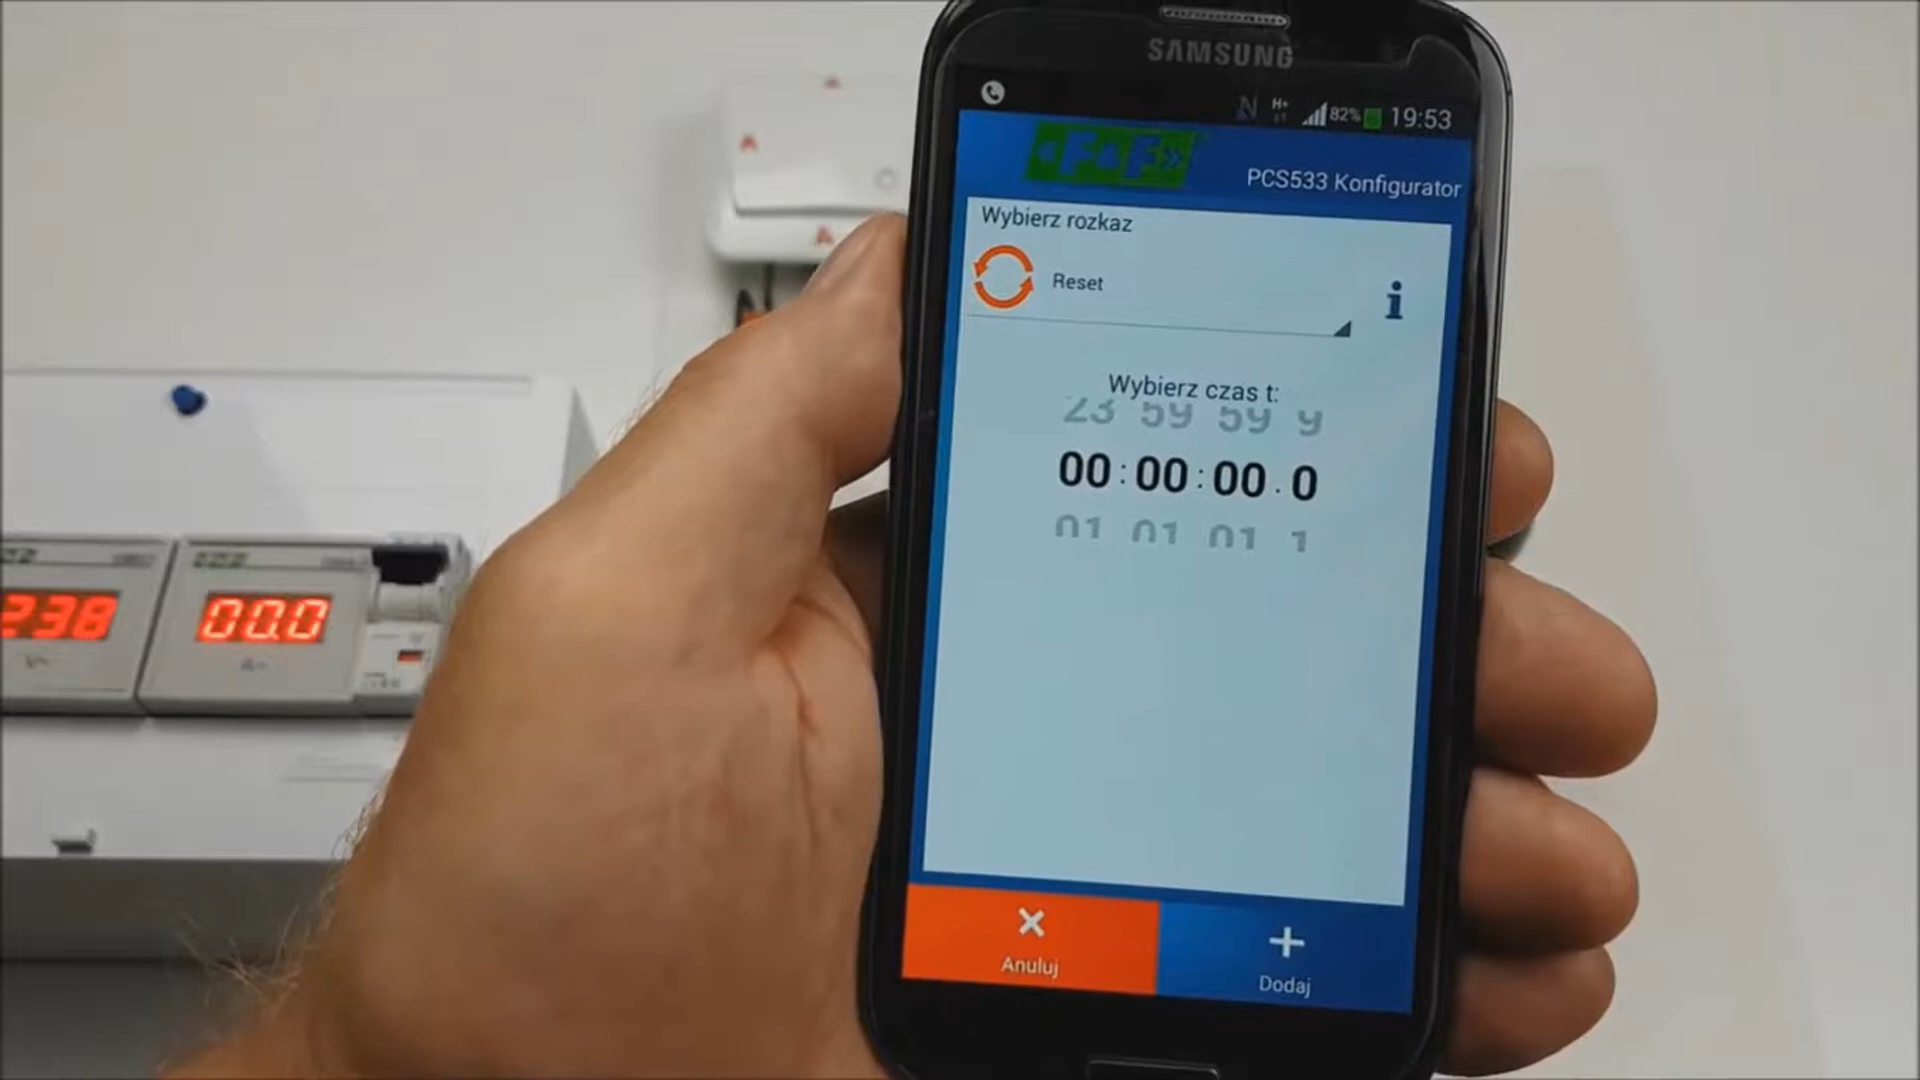 SAMSUNG
H+ 82% 19:53
F&F
PCS533 Konfigurator
Wybierz rozkaz
Reset
i
Wybierz czas t:
23 59 59 9
00:00:00.0
01 01 01 1
Anuluj
Dodaj
238
00.0